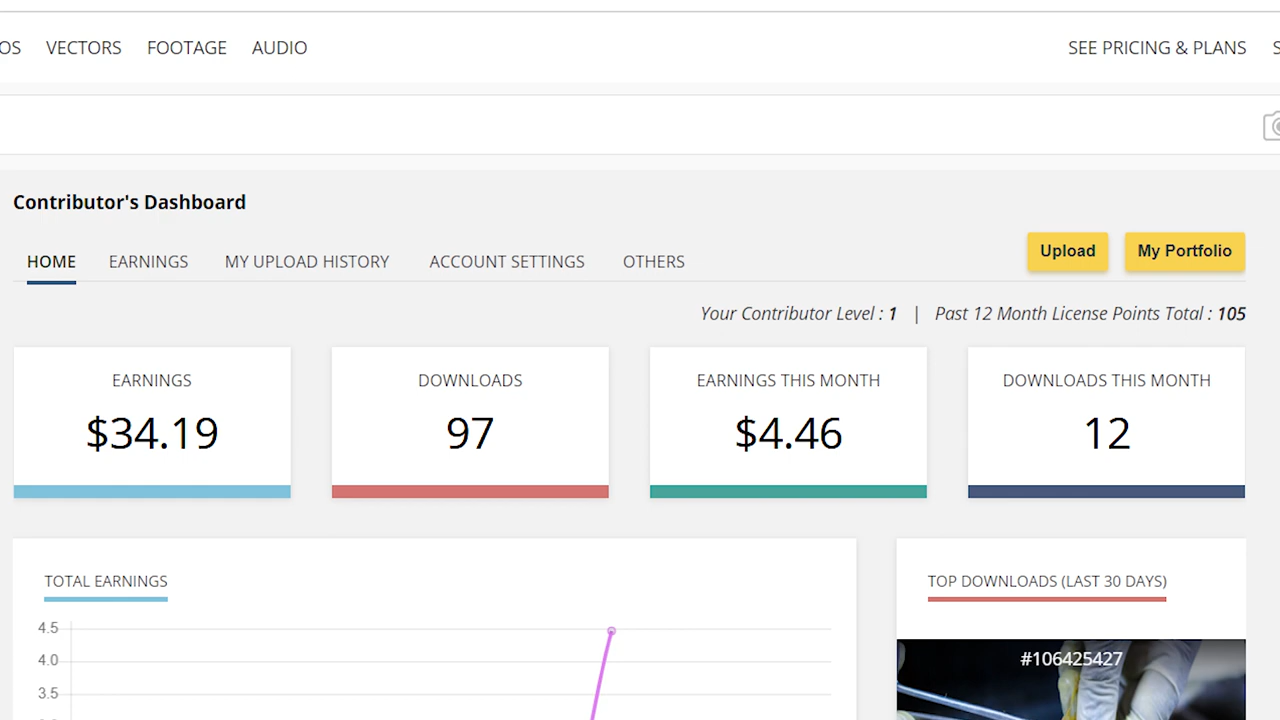 OS VECTORS FOOTAGE AUDIO SEE PRICING & PLANS S
Contributor's Dashboard
HOME EARNINGS MY UPLOAD HISTORY ACCOUNT SETTINGS OTHERS Upload My Portfolio
Your Contributor Level : 1 | Past 12 Month License Points Total : 105
EARNINGS DOWNLOADS EARNINGS THIS MONTH DOWNLOADS THIS MONTH
$34.19 97 $4.46 12
TOTAL EARNINGS TOP DOWNLOADS (LAST 30 DAYS)
4.5
#106425427
4.0
3.5